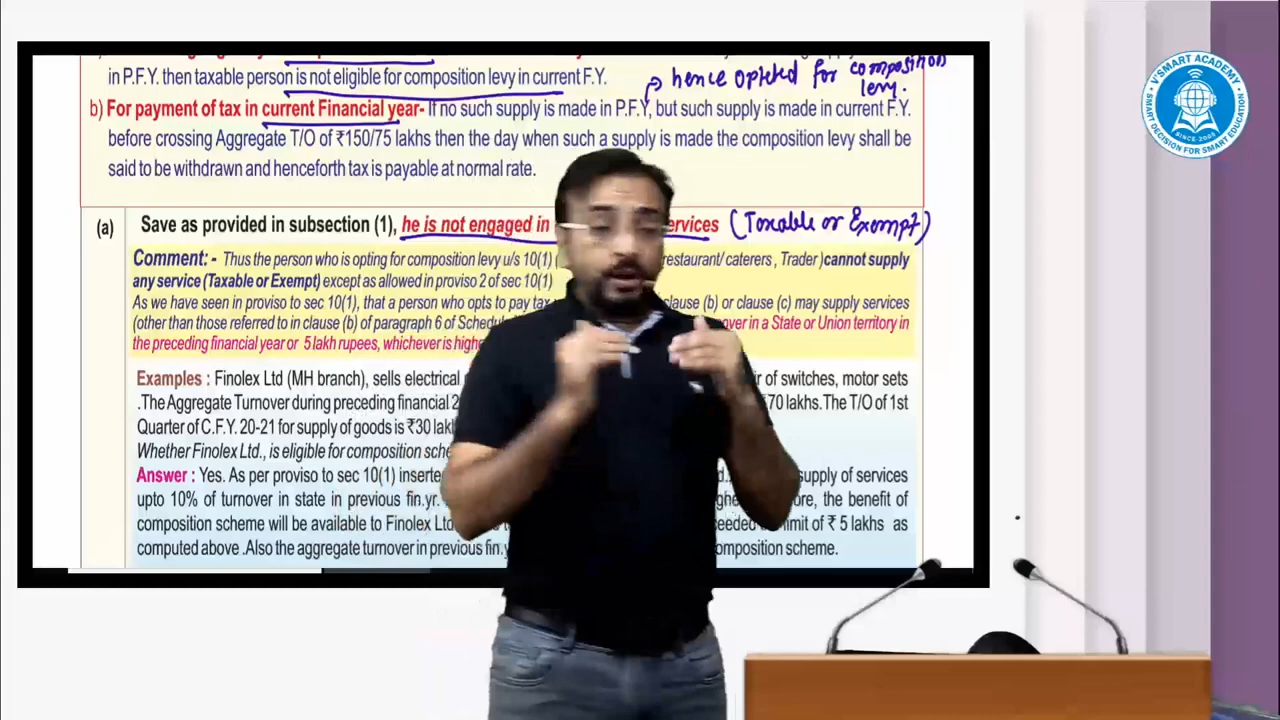 in P.F.Y. then taxable person is not eligible for composition levy in current F.Y.
hence opted for composition levy.
b) For payment of tax in current Financial year- If no such supply is made in P.F.Y, but such supply is made in current F.Y.
before crossing Aggregate T/O of ₹150/75 lakhs then the day when such a supply is made the composition levy shall be
said to be withdrawn and henceforth tax is payable at normal rate.
(a) Save as provided in subsection (1), he is not engaged in ervices (Taxable or Exempt)
Comment: - Thus the person who is opting for composition levy u/s 10(1) restaurant/ caterers , Trader )cannot supply
any service (Taxable or Exempt) except as allowed in proviso 2 of sec 10(1)
As we have seen in proviso to sec 10(1), that a person who opts to pay tax clause (b) or clause (c) may supply services
(other than those referred to in clause (b) of paragraph 6 of over in a State or Union territory in
the preceding financial year or 5 lakh rupees, whichever is
Examples : Finolex Ltd (MH branch), sells electrical ir of switches, motor sets
.The Aggregate Turnover during preceding financial ₹70 lakhs.The T/O of 1st
Quarter of C.F.Y. 20-21 for supply of goods is ₹30
Whether Finolex Ltd., is eligible for composition
Answer : Yes. As per proviso to sec 10(1) supply of services
upto 10% of turnover in state in previous fin.yr. the benefit of
composition scheme will be available to Finolex limit of ₹ 5 lakhs as
computed above .Also the aggregate turnover in previous composition scheme.
V'SMART ACADEMY
SINCE-2005
SMART DECISION FOR SMART EDUCATION